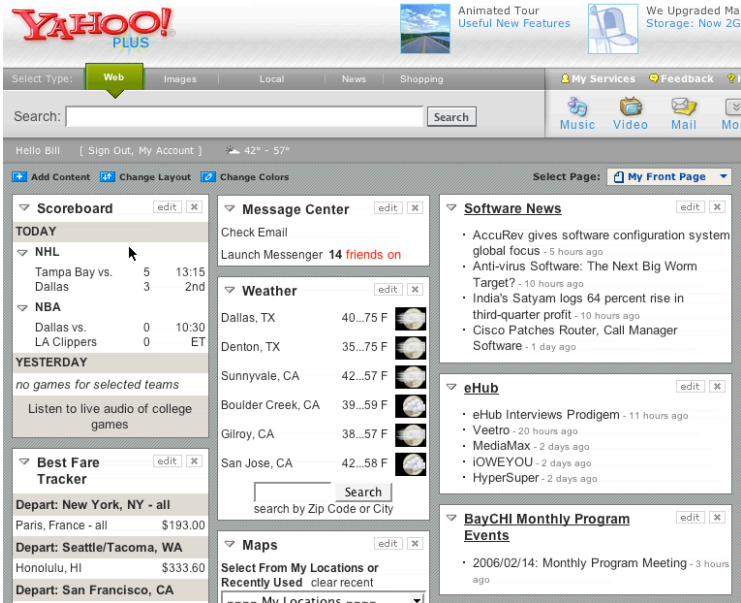 YAHOO!
PLUS
Animated Tour
Useful New Features
We Upgraded Ma
Storage: Now 2G
Select Type:
Web
Images
Local
News
Shopping
My Services
Feedback
Search:
Search
Music
Video
Mail
Mo
Hello Bill
[ Sign Out, My Account ]
42° - 57°
Add Content
Change Layout
Change Colors
Select Page:
My Front Page
Scoreboard
edit
TODAY
NHL
Tampa Bay vs. 5 13:15
Dallas 3 2nd
NBA
Dallas vs. 0 10:30
LA Clippers 0 ET
YESTERDAY
no games for selected teams
Listen to live audio of college
games
Best Fare
Tracker
edit
Depart: New York, NY - all
Paris, France - all $193.00
Depart: Seattle/Tacoma, WA
Honolulu, HI $333.60
Depart: San Francisco, CA
Message Center
edit
Check Email
Launch Messenger 14 friends on
Weather
edit
Dallas, TX 40...75 F
Denton, TX 35...75 F
Sunnyvale, CA 42...57 F
Boulder Creek, CA 39...59 F
Gilroy, CA 38...57 F
San Jose, CA 42...58 F
Search
search by Zip Code or City
Maps
edit
Select From My Locations or
Recently Used clear recent
---- My Locations ----
Software News
edit
AccuRev gives software configuration system
global focus - 5 hours ago
Anti-virus Software: The Next Big Worm
Target? - 10 hours ago
India's Satyam logs 64 percent rise in
third-quarter profit - 10 hours ago
Cisco Patches Router, Call Manager
Software - 1 day ago
eHub
edit
eHub Interviews Prodigem - 11 hours ago
Veetro - 20 hours ago
MediaMax - 2 days ago
iOWEYOU - 2 days ago
HyperSuper - 2 days ago
BayCHI Monthly Program
Events
edit
2006/02/14: Monthly Program Meeting - 3 hours
ago